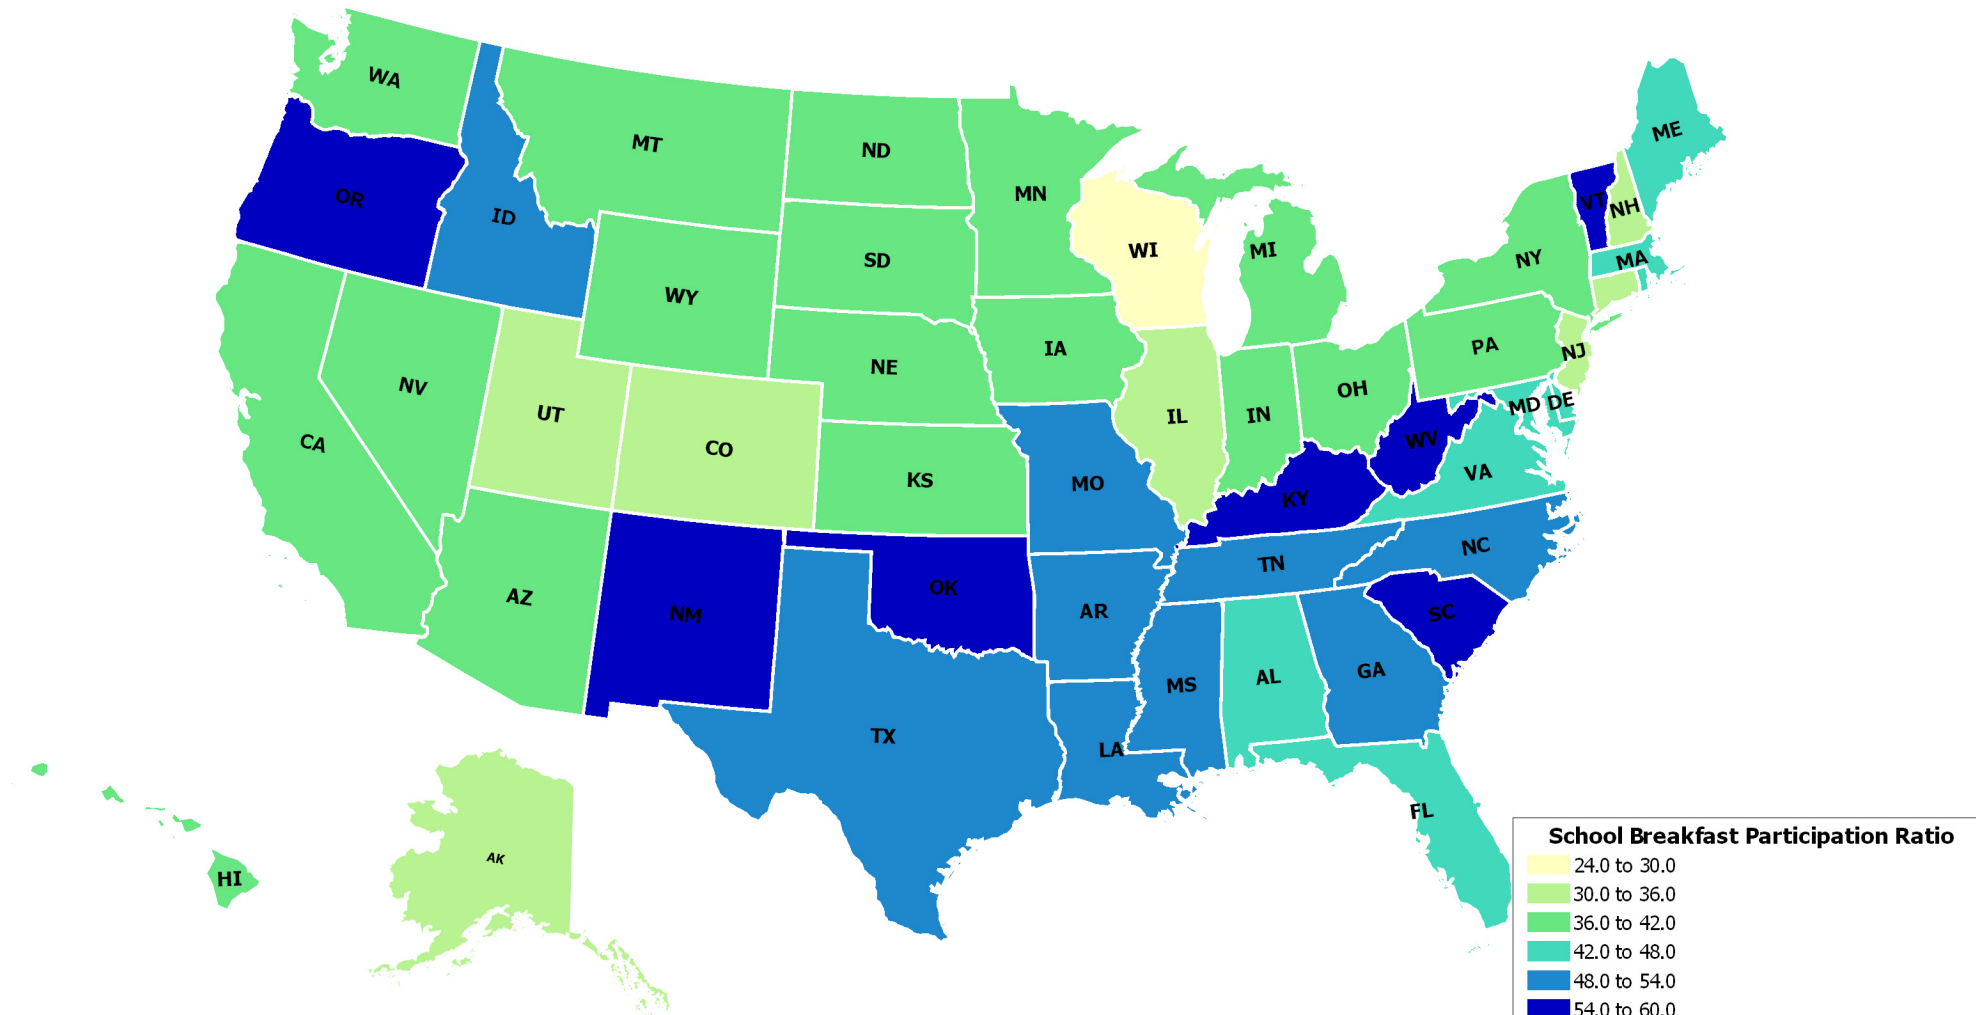 WA
MT
ND
MN
ME
OR
ID
SD
WI
MI
VT
NH
NY
MA
WY
IA
NE
PA
NJ
NV
UT
CO
KS
IL
IN
OH
MD
DE
WV
VA
CA
MO
KY
AZ
NM
OK
AR
TN
NC
SC
MS
AL
GA
TX
LA
FL
AK
HI
School Breakfast Participation Ratio
24.0 to 30.0
30.0 to 36.0
36.0 to 42.0
42.0 to 48.0
48.0 to 54.0
54.0 to 60.0